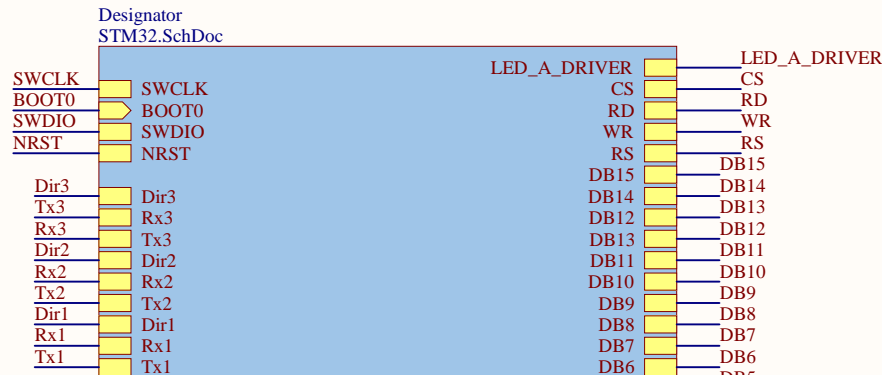 Designator
STM32.SchDoc
LED_A_DRIVER LED_A_DRIVER
SWCLK SWCLK CS CS
BOOT0 BOOT0 RD RD
SWDIO SWDIO WR WR
NRST NRST RS RS
DB15 DB15
Dir3 Dir3 DB14 DB14
Tx3 Rx3 DB12 DB13
Rx3 Tx3 DB13 DB12
Dir2 Dir2 DB11 DB11
Rx2 Rx2 DB10 DB10
Tx2 Tx2 DB9 DB9
Dir1 Dir1 DB8 DB8
Rx1 Rx1 DB7 DB7
Tx1 Tx1 DB6 DB6